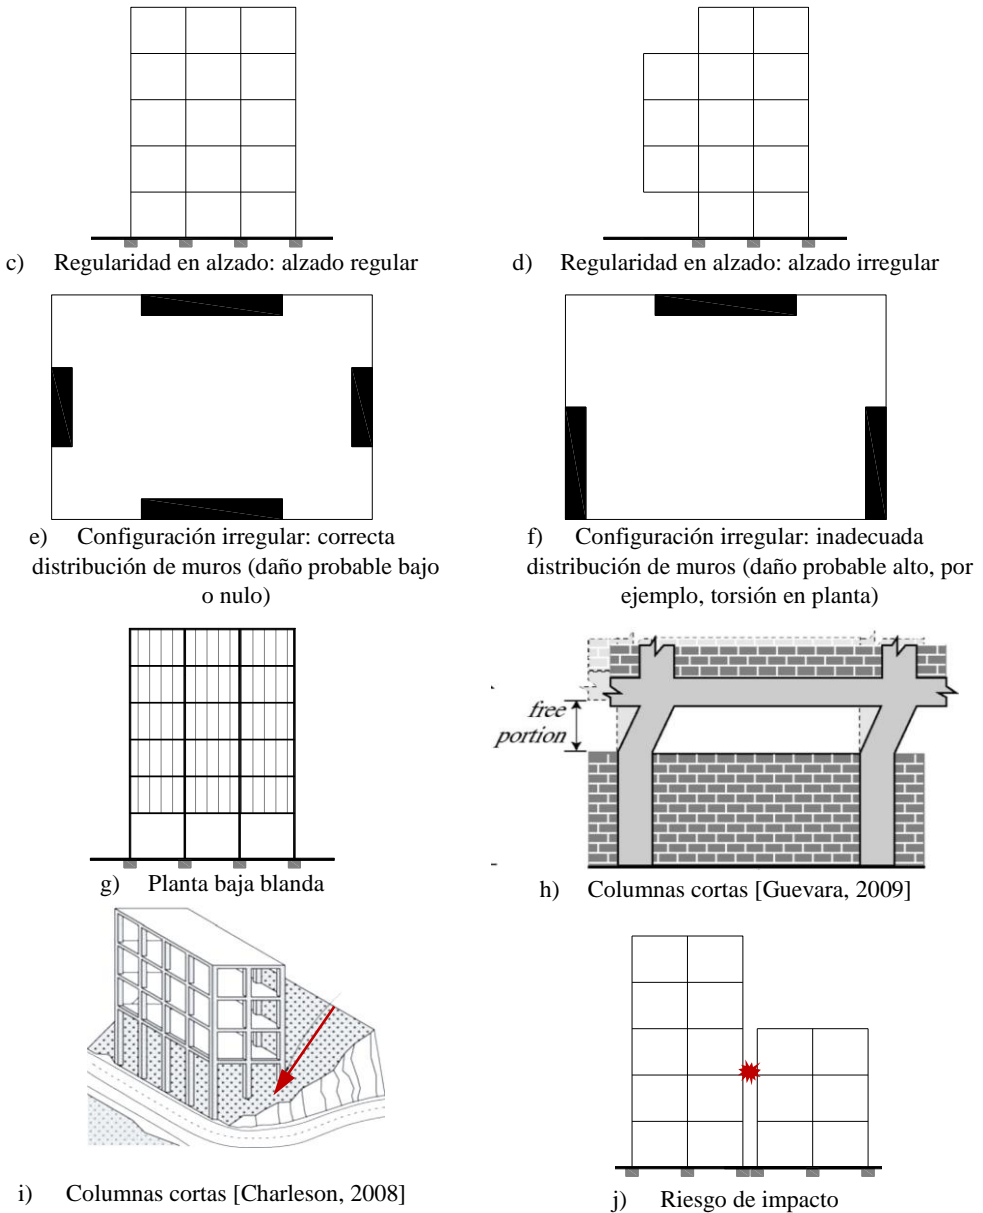 c) Regularidad en alzado: alzado regular
d) Regularidad en alzado: alzado irregular
e) Configuración irregular: correcta
distribución de muros (daño probable bajo
o nulo)
f) Configuración irregular: inadecuada
distribución de muros (daño probable alto, por
ejemplo, torsión en planta)
free
portion
g) Planta baja blanda
h) Columnas cortas [Guevara, 2009]
i) Columnas cortas [Charleson, 2008]
j) Riesgo de impacto